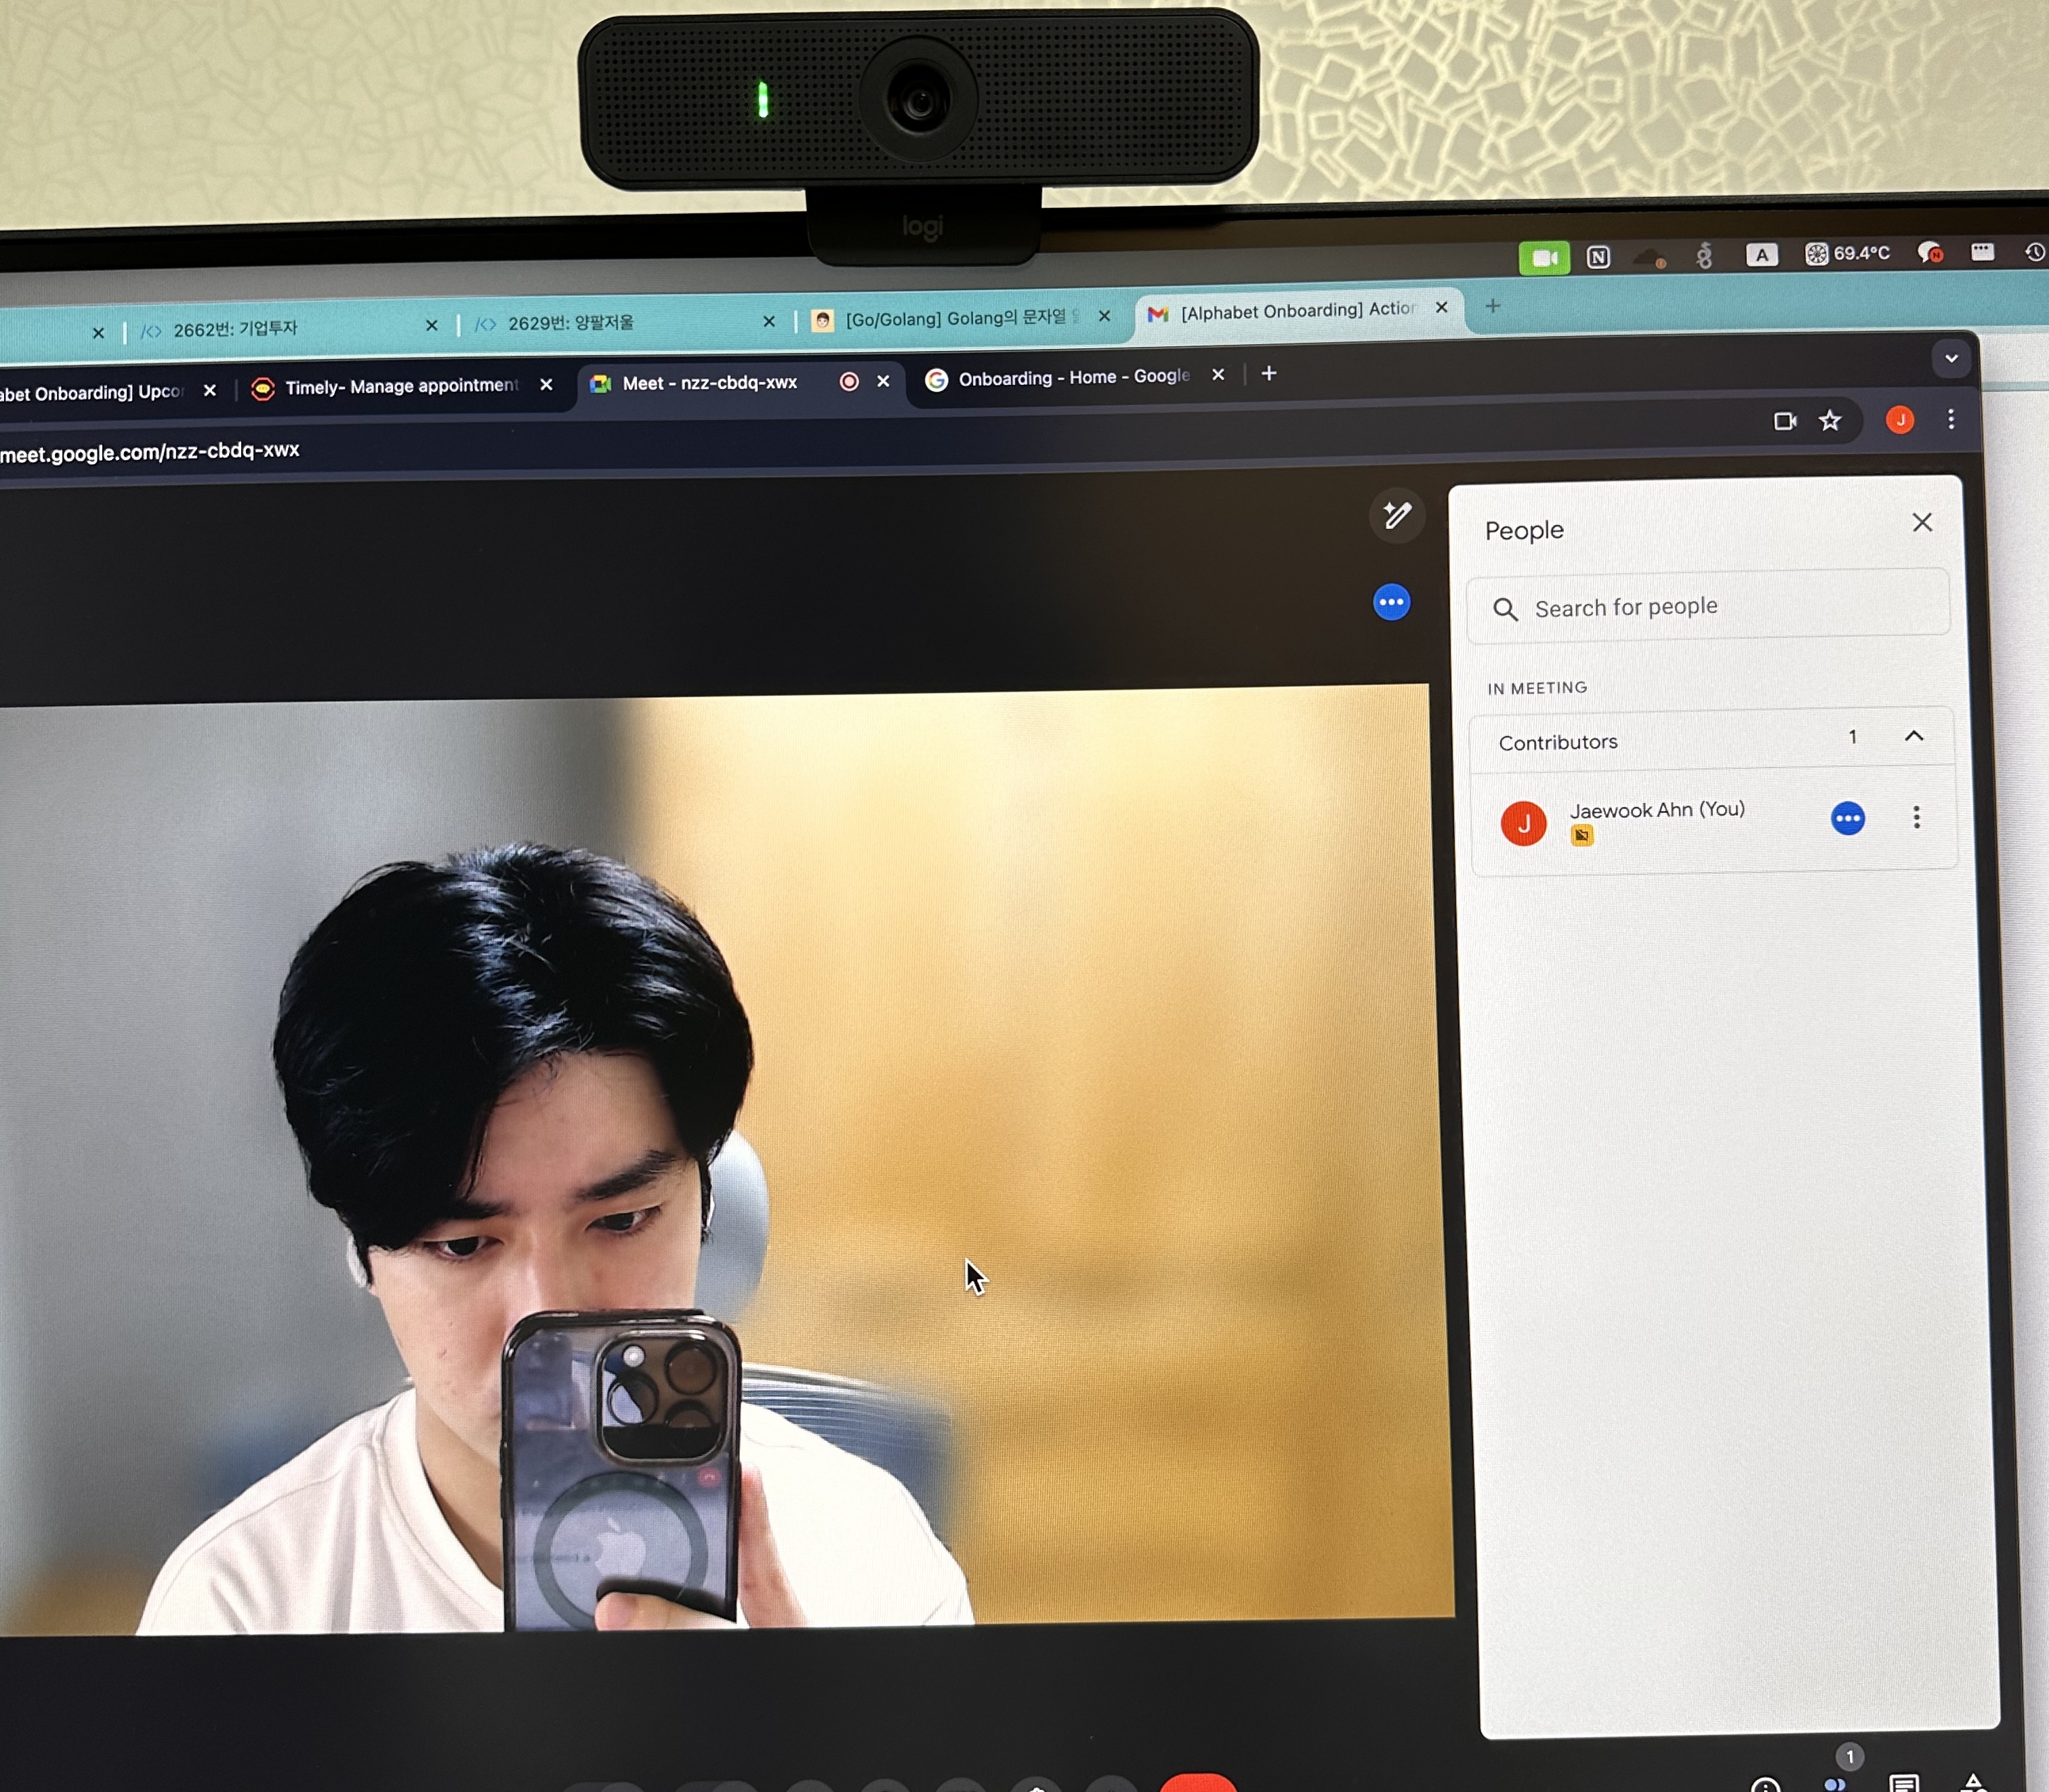 logi
N
A
69.4°C
2662번: 기업투자
2629번: 양팔저울
[Go/Golang] Golang의 문자열
[Alphabet Onboarding] Action
abet Onboarding] Upco
Timely- Manage appointment
Meet - nzz-cbdq-xwx
Onboarding - Home - Google
meet.google.com/nzz-cbdq-xwx
J
People
Search for people
IN MEETING
Contributors 1
J Jaewook Ahn (You)
1